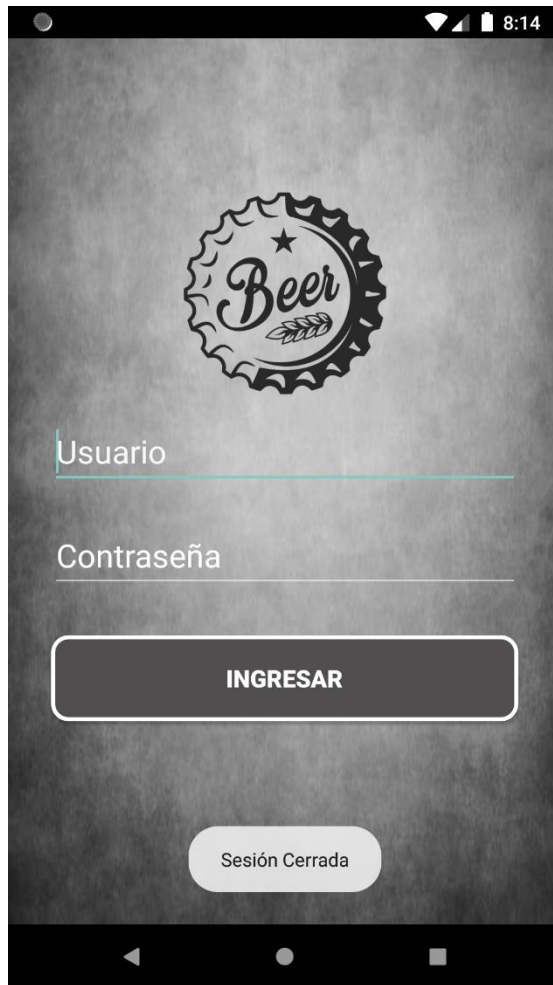 8:14
Beer
Usuario
Contraseña
INGRESAR
Sesión Cerrada